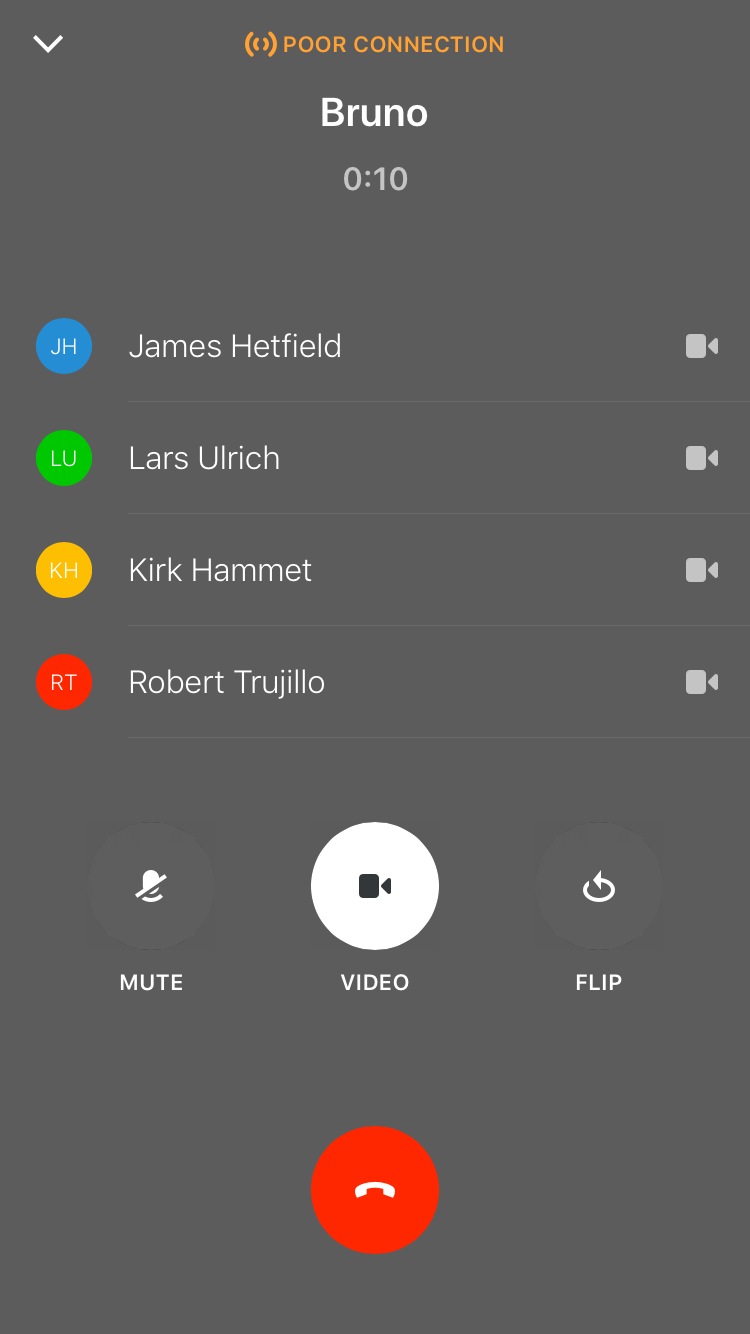 POOR CONNECTION
Bruno
0:10
JH James Hetfield
LU Lars Ulrich
KH Kirk Hammet
RT Robert Trujillo
MUTE VIDEO FLIP